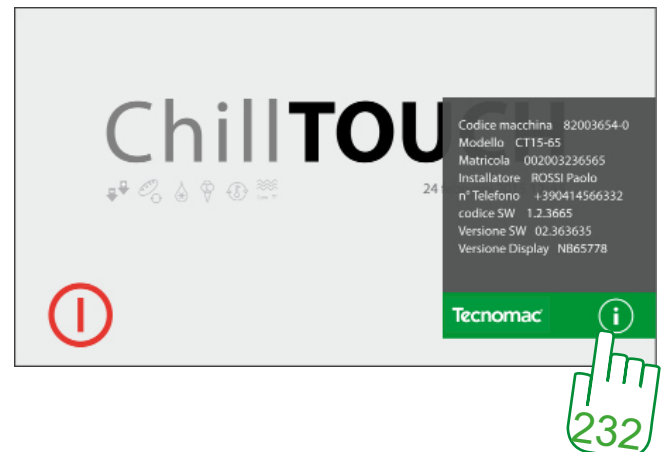 ChillTOU
24
Codice macchina 82003654-0
Modello CT15-65
Matricola 002003236565
Installatore ROSSI Paolo
n° Telefono +390414566332
codice SW 1.2.3665
Versione SW 02.363635
Versione Display NB65778
Tecnomac
i
232